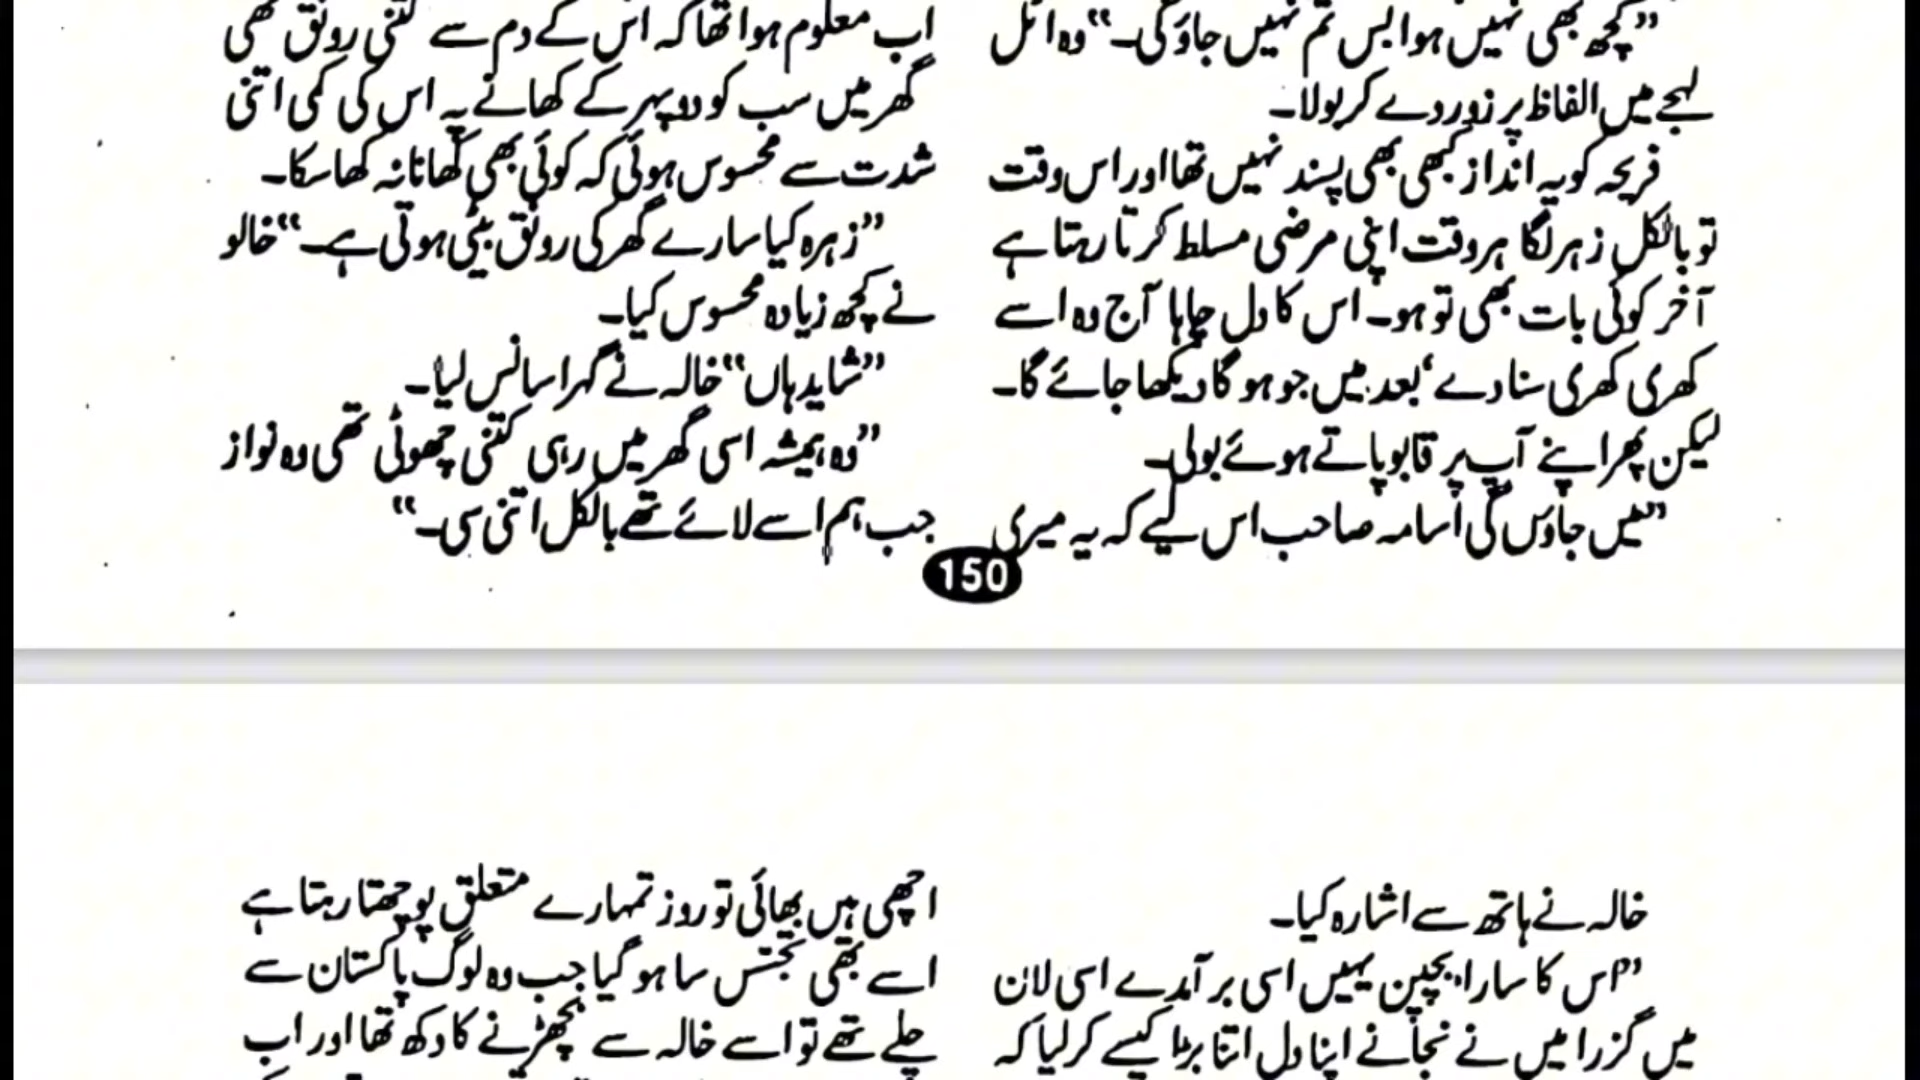 ”کچھ بھی نہیں ہوا بس تم نہیں جاؤ گی۔“ وہ اٹل
لہجے میں الفاظ پر زور دے کر بولا۔
فریحہ کو یہ انداز کبھی بھی پسند نہیں تھا اور اس وقت
تو بالکل زہر لگا ہر وقت اپنی مرضی مسلط کرتا رہتا ہے
آخر کوئی بات بھی تو ہو۔ اس کا دل چاہا آج وہ اسے
کھری کھری سنا دے‘ بعد میں جو ہو گا دیکھا جائے گا۔
لیکن پھر اپنے آپ پر قابو پاتے ہوئے بولی۔
”میں جاؤں گی اسامہ صاحب اس لیے کہ یہ میری
اب معلوم ہوا تھا کہ اس کے دم سے کتنی رونق تھی
گھر میں سب کو دوپہر کے کھانے پہ اس کی کمی اتنی
شدت سے محسوس ہوئی کہ کوئی بھی کھانا نہ کھا سکا۔
”زہرہ کیا سارے گھر کی رونق بیٹی ہوتی ہے۔“ خالو
نے کچھ زیادہ محسوس کیا۔
”شاید ہاں“ خالہ نے گہرا سانس لیا۔
”وہ ہمیشہ اسی گھر میں رہی کتنی چھوٹی تھی وہ نواز
جب ہم اسے لائے تھے بالکل اتنی سی۔“
150
خالہ نے ہاتھ سے اشارہ کیا۔
”اس کا سارا بچپن یہیں اسی برآمدے اسی لان
میں گزرا میں نے نجانے اپنا دل اتنا بڑا کیسے کر لیا کہ
اچھی ہیں بھائی تو روز تمہارے متعلق پوچھتا رہتا ہے
اسے بھی تجسّس سا ہو گیا جب وہ لوگ پاکستان سے
چلے تھے تو اسے خالہ سے بچھڑنے کا دکھ تھا اور اب